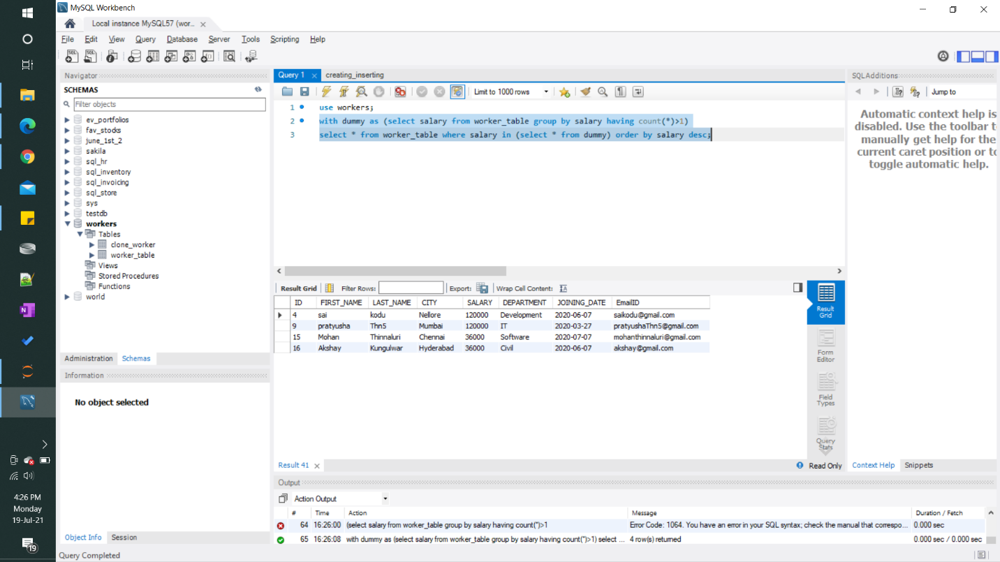 MySQL Workbench
Local instance MySQL57 (wor...
File Edit View Query Database Server Tools Scripting Help
Navigator
SCHEMAS
Filter objects
ev_portfolios
fav_stocks
june_1st_2
sakila
sql_hr
sql_inventory
sql_invoicing
sql_store
sys
testdb
workers
Tables
clone_worker
worker_table
Views
Stored Procedures
Functions
world
Administration Schemas
Information
No object selected
Object Info Session
Query Completed
Query 1 creating_inserting
Limit to 1000 rows
1 use workers;
2 with dummy as (select salary from worker_table group by salary having count(*)>1)
3 select * from worker_table where salary in (select * from dummy) order by salary desc;
Result Grid Filter Rows: Export: Wrap Cell Content:
ID FIRST_NAME LAST_NAME CITY SALARY DEPARTMENT JOINING_DATE EmailID
4 sai kodu Nellore 120000 Development 2020-06-07 saikodu@gmail.com
9 pratyusha Thn5 Mumbai 120000 IT 2020-03-27 pratyushaThn5@gmail.com
15 Mohan Thinnaluri Chennai 36000 Software 2020-07-07 mohanthinnaluri@gmail.com
16 Akshay Kungulwar Hyderabad 36000 Civil 2020-06-07 akshay@gmail.com
Result
Grid
Form
Editor
Field
Types
Query
Stats
Result 41
Read Only
SQLAdditions
Jump to
Automatic context help is
disabled. Use the toolbar t
manually get help for the
current caret position or to
toggle automatic help.
Context Help Snippets
Output
Action Output
# Time Action Message Duration / Fetch
64 16:26:00 (select salary from worker_table group by salary having count(*)>1 Error Code: 1064. You have an error in your SQL syntax; check the manual that correspo... 0.000 sec
65 16:26:08 with dummy as (select salary from worker_table group by salary having count(*)>1) select ... 4 row(s) returned 0.000 sec / 0.000 sec
4:26 PM
Monday
19-Jul-21
19